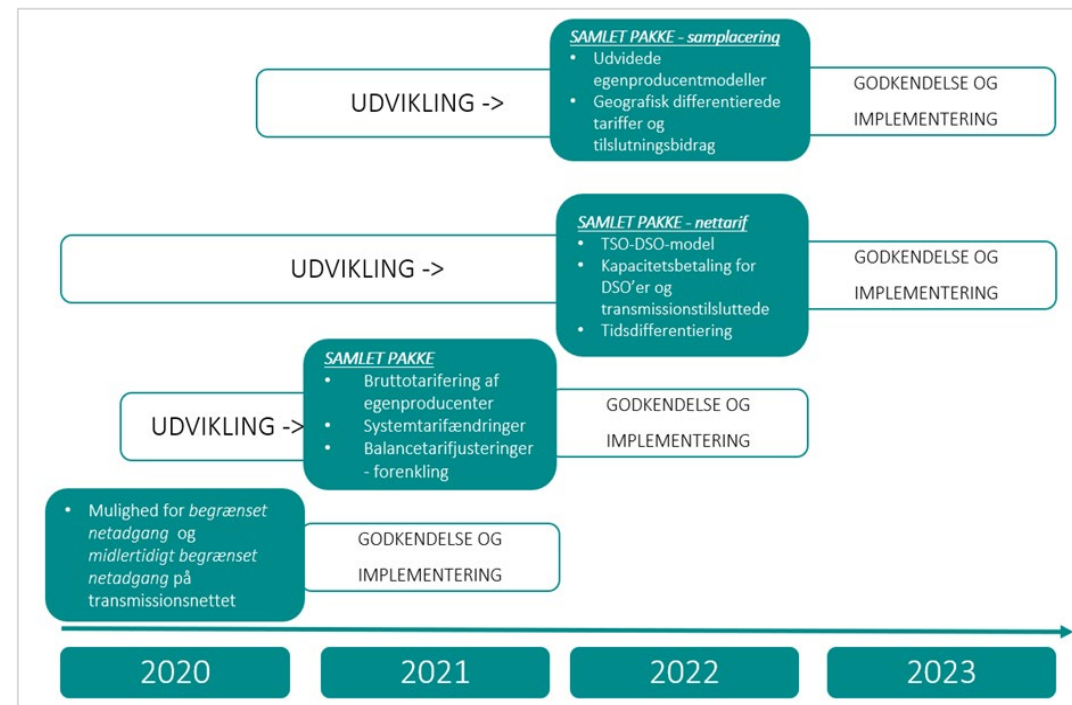 UDVIKLING ->
SAMLET PAKKE - samplacering
• Udvidede
egenproducentmodeller
• Geografisk differentierede
tariffer og
tilslutningsbidrag
GODKENDELSE OG
IMPLEMENTERING
UDVIKLING ->
SAMLET PAKKE - nettarif
• TSO-DSO-model
• Kapacitetsbetaling for
DSO'er og
transmissionstilsluttede
• Tidsdifferentiering
GODKENDELSE OG
IMPLEMENTERING
UDVIKLING ->
SAMLET PAKKE
• Bruttotarifering af
egenproducenter
• Systemtarifændringer
• Balancetarifjusteringer
- forenkling
GODKENDELSE OG
IMPLEMENTERING
• Mulighed for begrænset
netadgang og
midlertidigt begrænset
netadgang på
transmissionsnettet
GODKENDELSE OG
IMPLEMENTERING
2020
2021
2022
2023